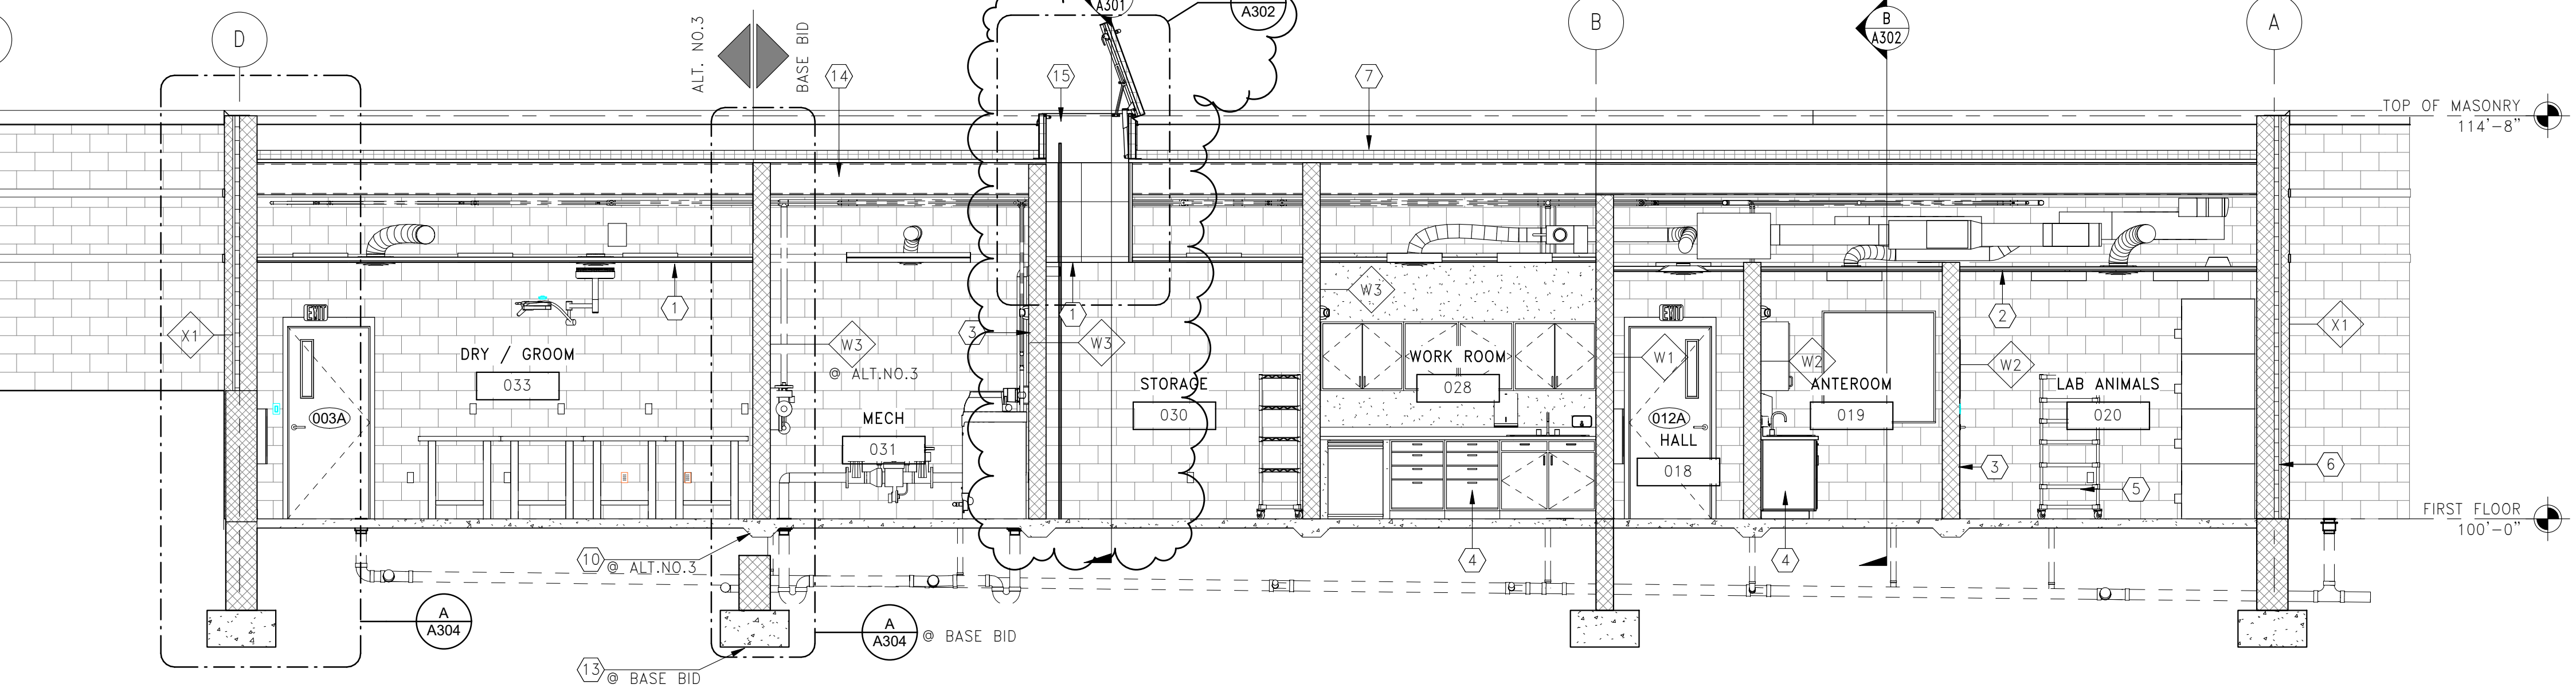 A301
A302
D
ALT. NO.3
BASE BID
B
B
A302
A
14
15
7
TOP OF MASONRY
114'-8"
EXIT
1
1
W3
EXIT
2
X1
3
W3
W3
W1
W2
W2
X1
@ ALT.NO.3
DRY / GROOM
033
WORK ROOM
028
STORAGE
030
ANTEROOM
019
LAB ANIMALS
020
003A
MECH
031
012A
HALL
018
3
6
5
FIRST FLOOR
100'-0"
10
@ ALT.NO.3
4
4
A
A304
A
A304
@ BASE BID
13
@ BASE BID